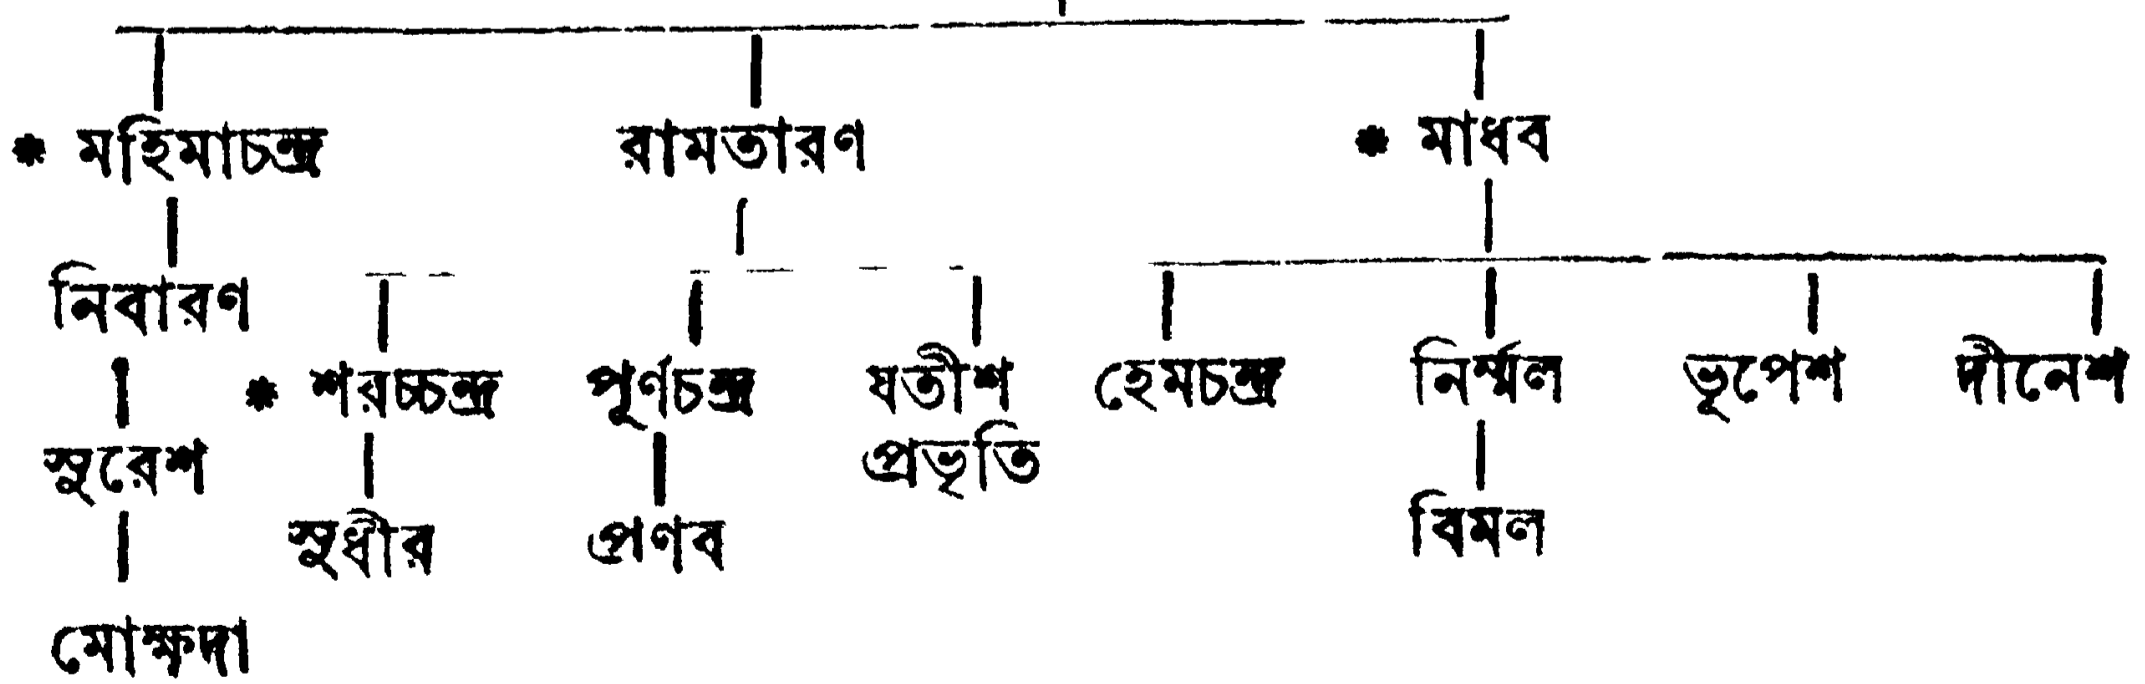 * মহিমাচন্দ্র রামতারণ * মাধব
নিবারণ
* শরচ্চন্দ্র পূর্ণচন্দ্র যতীশ হেমচন্দ্র নির্ম্মল ভূপেশ দীনেশ
সুরেশ প্রভৃতি
সুধীর প্রণব বিমল
মোক্ষদা